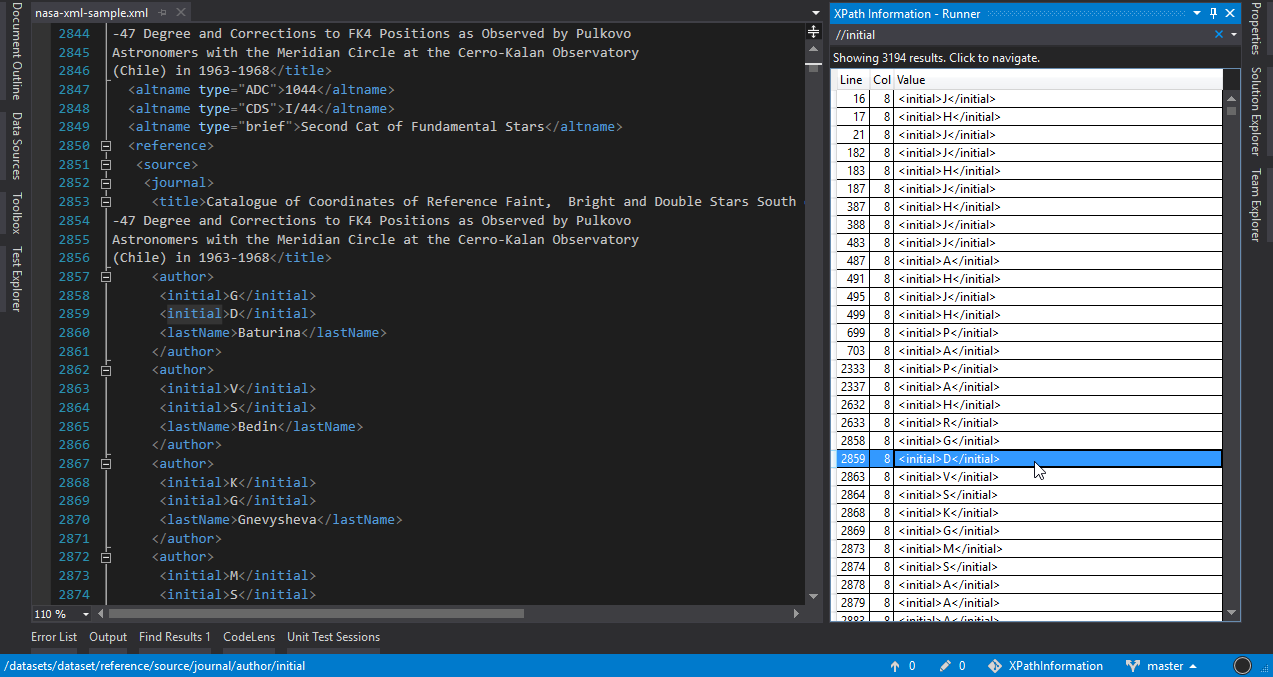 Document Outline
Data Sources
Toolbox
Test Explorer
nasa-xml-sample.xml
2844 -47 Degree and Corrections to FK4 Positions as Observed by Pulkovo
2845 Astronomers with the Meridian Circle at the Cerro-Kalan Observatory
2846 (Chile) in 1963-1968</title>
2847 <altname type="ADC">1044</altname>
2848 <altname type="CDS">I/44</altname>
2849 <altname type="brief">Second Cat of Fundamental Stars</altname>
2850 <reference>
2851 <source>
2852 <journal>
2853 <title>Catalogue of Coordinates of Reference Faint,  Bright and Double Stars South
2854 -47 Degree and Corrections to FK4 Positions as Observed by Pulkovo
2855 Astronomers with the Meridian Circle at the Cerro-Kalan Observatory
2856 (Chile) in 1963-1968</title>
2857 <author>
2858 <initial>G</initial>
2859 <initial>D</initial>
2860 <lastName>Baturina</lastName>
2861 </author>
2862 <author>
2863 <initial>V</initial>
2864 <initial>S</initial>
2865 <lastName>Bedin</lastName>
2866 </author>
2867 <author>
2868 <initial>K</initial>
2869 <initial>G</initial>
2870 <lastName>Gnevysheva</lastName>
2871 </author>
2872 <author>
2873 <initial>M</initial>
2874 <initial>S</initial>
110 %
XPath Information - Runner
//initial
Showing 3194 results. Click to navigate.
Line Col Value
16 8 <initial>J</initial>
17 8 <initial>H</initial>
21 8 <initial>J</initial>
182 8 <initial>J</initial>
183 8 <initial>H</initial>
187 8 <initial>J</initial>
387 8 <initial>H</initial>
388 8 <initial>J</initial>
483 8 <initial>J</initial>
487 8 <initial>A</initial>
491 8 <initial>H</initial>
495 8 <initial>J</initial>
499 8 <initial>H</initial>
699 8 <initial>P</initial>
703 8 <initial>A</initial>
2333 8 <initial>P</initial>
2337 8 <initial>A</initial>
2632 8 <initial>H</initial>
2633 8 <initial>R</initial>
2858 8 <initial>G</initial>
2859 8 <initial>D</initial>
2863 8 <initial>V</initial>
2864 8 <initial>S</initial>
2868 8 <initial>K</initial>
2869 8 <initial>G</initial>
2873 8 <initial>M</initial>
2874 8 <initial>S</initial>
2878 8 <initial>A</initial>
2879 8 <initial>A</initial>
2883 8 <initial>A</initial>
Properties
Solution Explorer
Team Explorer
Error List Output Find Results 1 CodeLens Unit Test Sessions
/datasets/dataset/reference/source/journal/author/initial 0 0 XPathInformation master